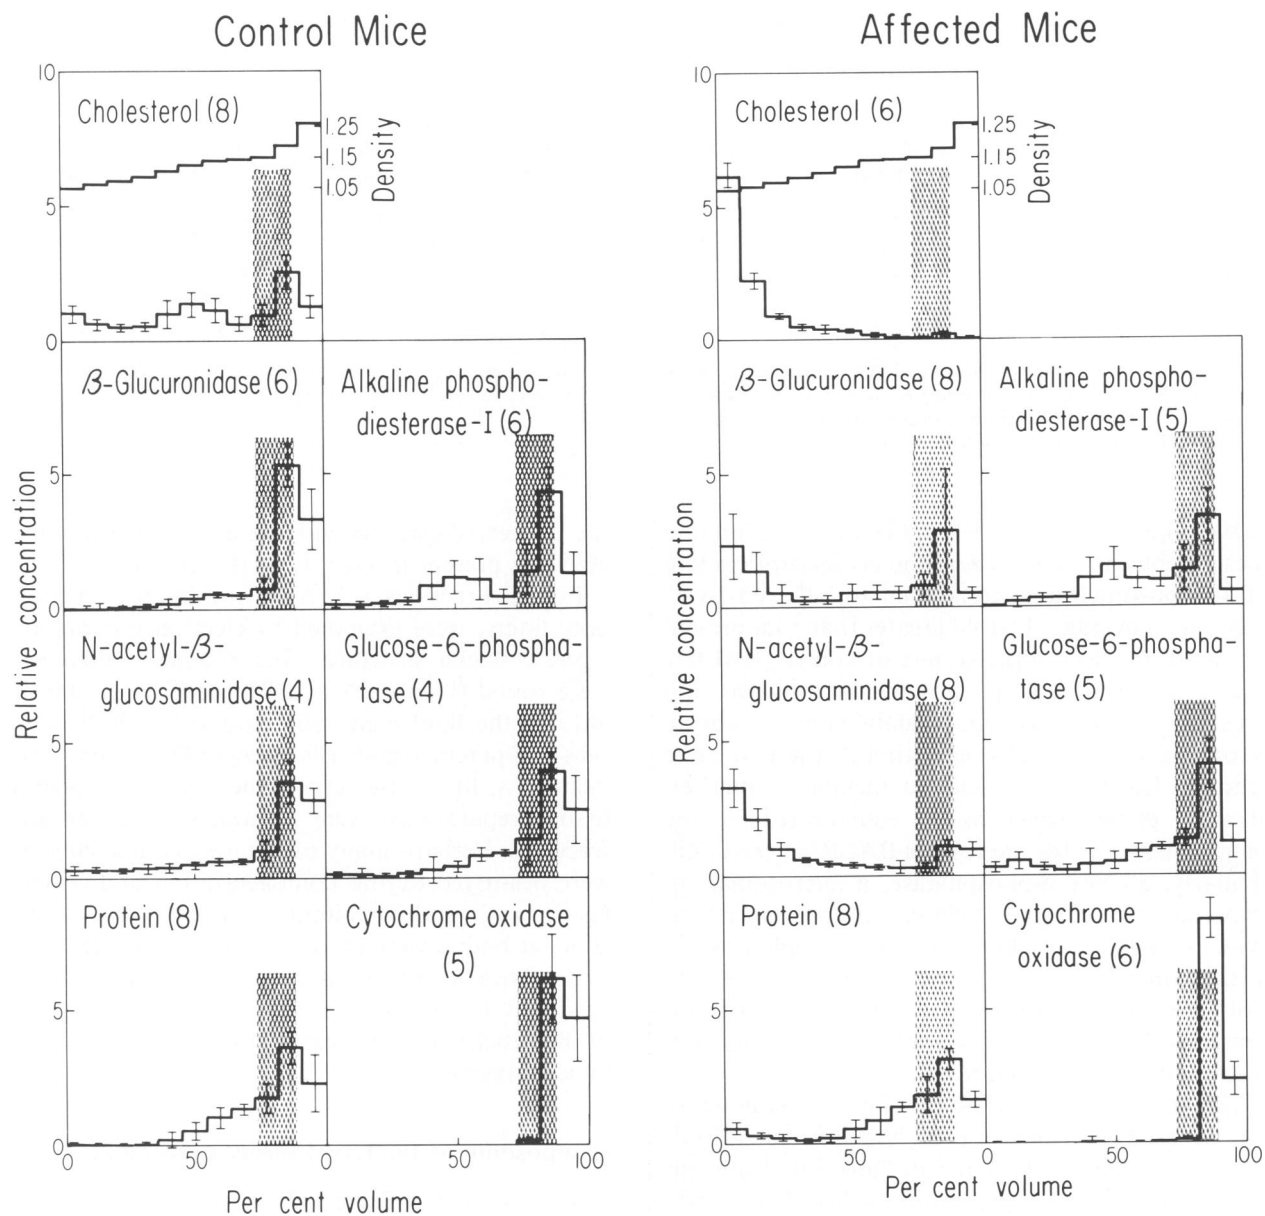 Control Mice
Affected Mice
10
Cholesterol (8)
1.25
1.15
1.05
Density
5
0
10
Cholesterol (6)
1.25
1.15
1.05
Density
5
0
β-Glucuronidase (6)
Alkaline phospho-
diesterase-I (6)
5
0
β-Glucuronidase (8)
Alkaline phospho-
diesterase-I (5)
5
0
Relative concentration
Relative concentration
N-acetyl-β-
glucosaminidase (4)
Glucose-6-phospha-
tase (4)
5
0
N-acetyl-β-
glucosaminidase (8)
Glucose-6-phospha-
tase (5)
5
0
Protein (8)
Cytochrome oxidase
(5)
5
0
0 50 0 50 100
Per cent volume
Protein (8)
Cytochrome
oxidase (6)
5
0
0 50 0 50 100
Per cent volume